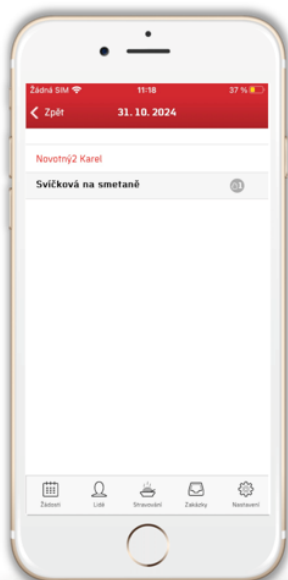 Žádná SIM 11:18 37 %
Zpět 31. 10. 2024
Novotný2 Karel
Svíčková na smetaně 1
Žádosti Lidé Stravování Zakázky Nastavení